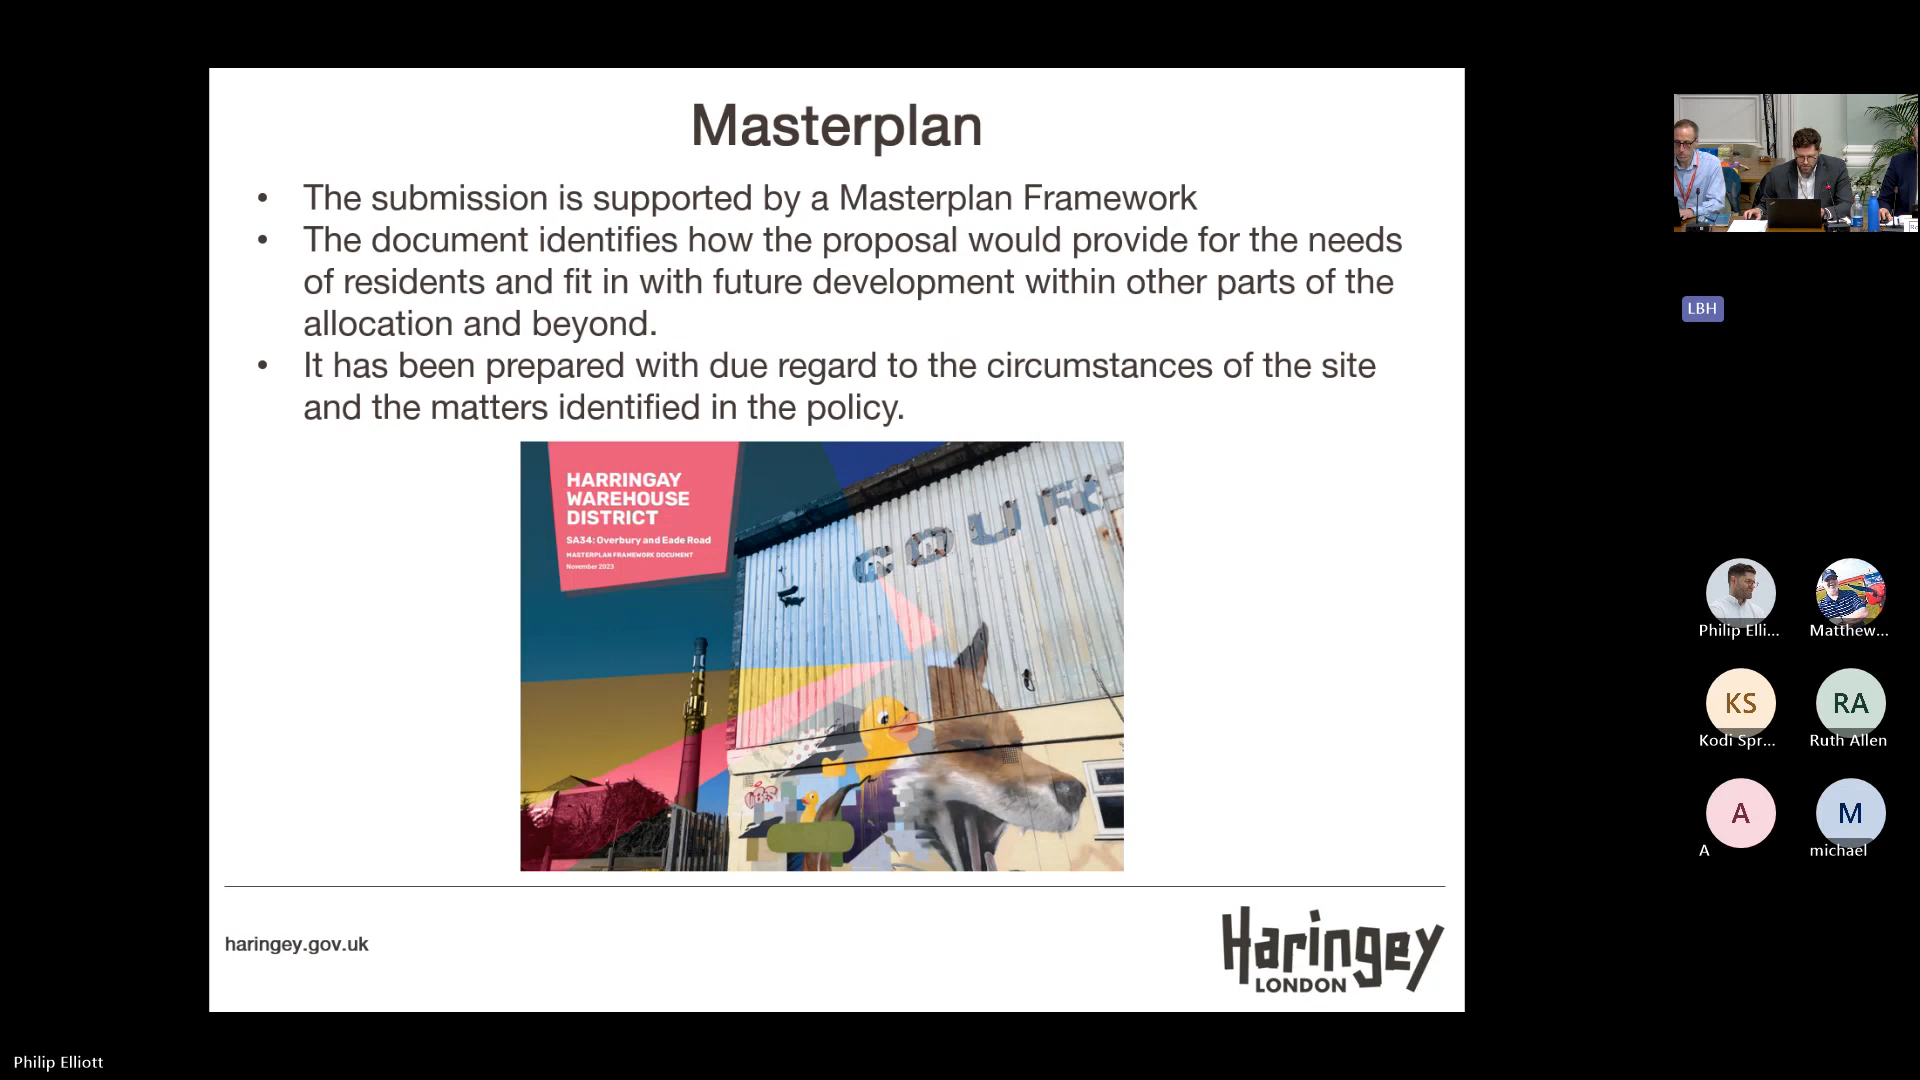 Masterplan
• The submission is supported by a Masterplan Framework
• The document identifies how the proposal would provide for the needs
of residents and fit in with future development within other parts of the
allocation and beyond.
• It has been prepared with due regard to the circumstances of the site
and the matters identified in the policy.
HARRINGAY
WAREHOUSE
DISTRICT
SA34: Overbury and Eade Road
MASTERPLAN FRAMEWORK DOCUMENT
November 2023
COUR
haringey.gov.uk
Haringey
LONDON
LBH
Philip Elli...
Matthew...
KS
Kodi Spr...
RA
Ruth Allen
A
A
M
michael
Philip Elliott